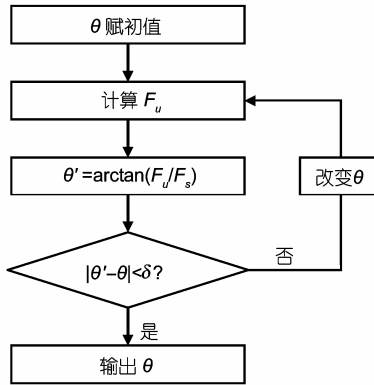 θ 赋初值
计算 Fᵤ
θ′=arctan(Fᵤ/Fₛ)
改变θ
|θ′−θ|<δ?
否
是
输出 θ